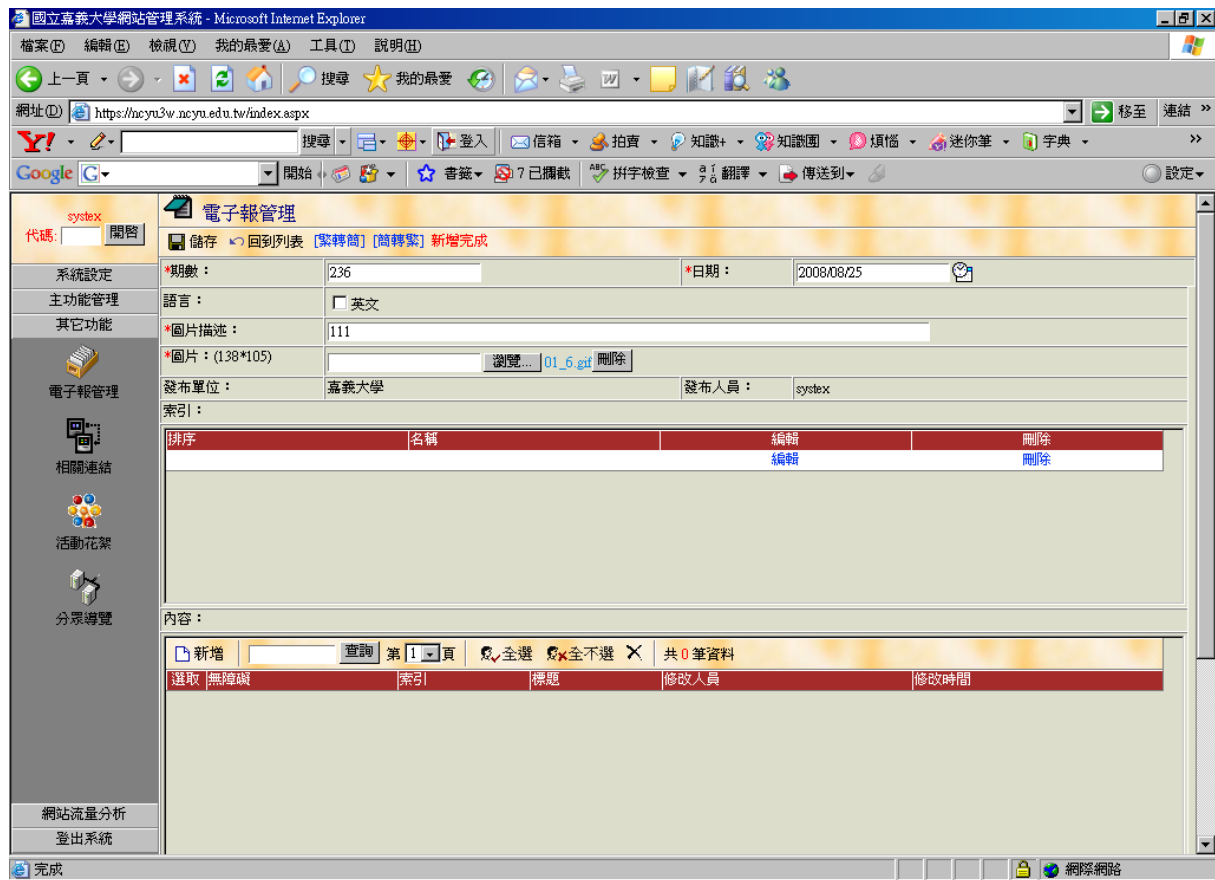 國立嘉義大學網站管理系統 - Microsoft Internet Explorer
檔案(F) 編輯(E) 檢視(V) 我的最愛(A) 工具(T) 說明(H)
上一頁 搜尋 我的最愛
網址(D) https://ncyu3w.ncyu.edu.tw/index.aspx 移至 連結 »
Y! 搜尋 登入 信箱 拍賣 知識+ 知識圈 煩惱 迷你筆 字典 »
Google G 開始 書籤 7 已攔截 拼字檢查 翻譯 傳送到 設定
systex
代碼: 開啓
系統設定
主功能管理
其它功能
電子報管理
相關連結
活動花絮
分眾導覽
網站流量分析
登出系統
電子報管理
儲存 回到列表 [繁轉簡] [簡轉繁] 新增完成
*期數： 236 *日期： 2008/08/25
語言： 英文
*圖片描述： 111
*圖片：(138*105) 瀏覽... 01_6.gif 刪除
發布單位： 嘉義大學 發布人員： systex
索引：
排序 名稱 編輯 刪除
編輯 刪除
內容：
新增 查詢 第 1 頁 全選 全不選 共 0 筆資料
選取 無障礙 索引 標題 修改人員 修改時間
完成 網際網路